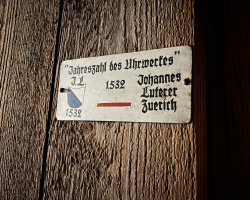 "Jahreszahl des Uhrwerkes"
J. L. 1532 Johannes
Luterer
1532 Zuerich